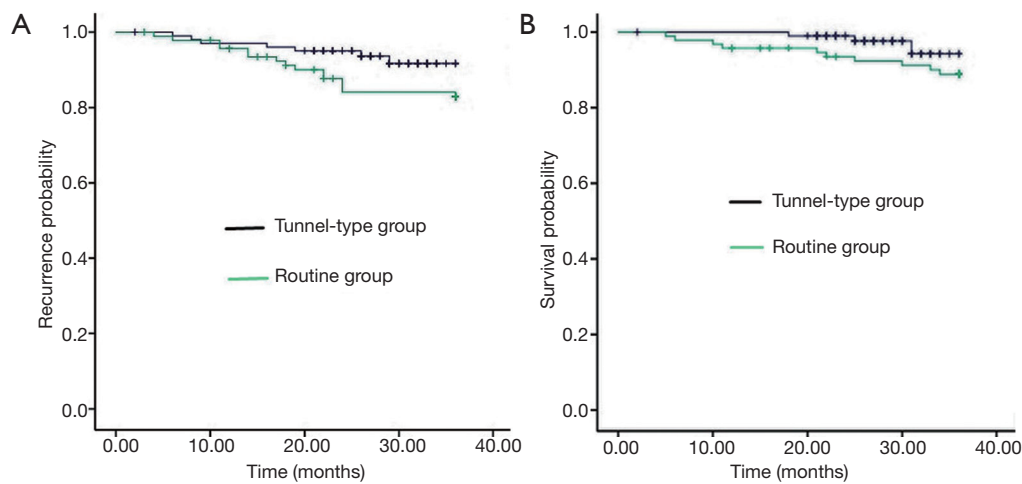 A
1.0
0.8
0.6
0.4
0.2
0.0
Recurrence probability
Tunnel-type group
Routine group
0.00 10.00 20.00 30.00 40.00
Time (months)
B
1.0
0.8
0.6
0.4
0.2
0.0
Survival probability
Tunnel-type group
Routine group
0.00 10.00 20.00 30.00 40.00
Time (months)